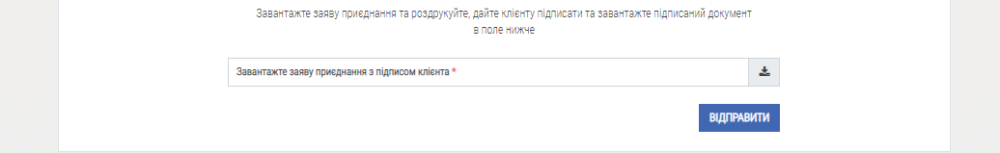 Завантажте заяву приєднання та роздрукуйте, дайте клієнту підписати та завантажте підписаний документ
в поле нижче
Завантажте заяву приєднання з підписом клієнта *
ВІДПРАВИТИ